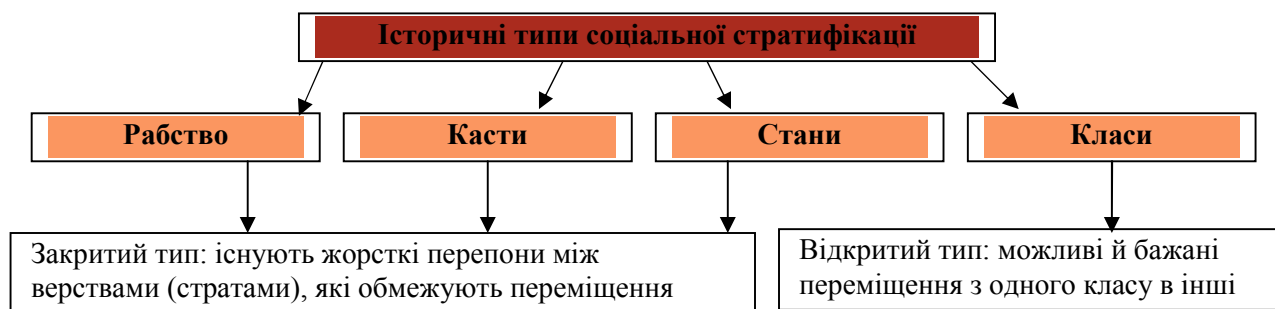 Історичні типи соціальної стратифікації
Рабство
Касти
Стани
Класи
Закритий тип: існують жорсткі перепони між
верствами (стратами), які обмежують переміщення
Відкритий тип: можливі й бажані
переміщення з одного класу в інші